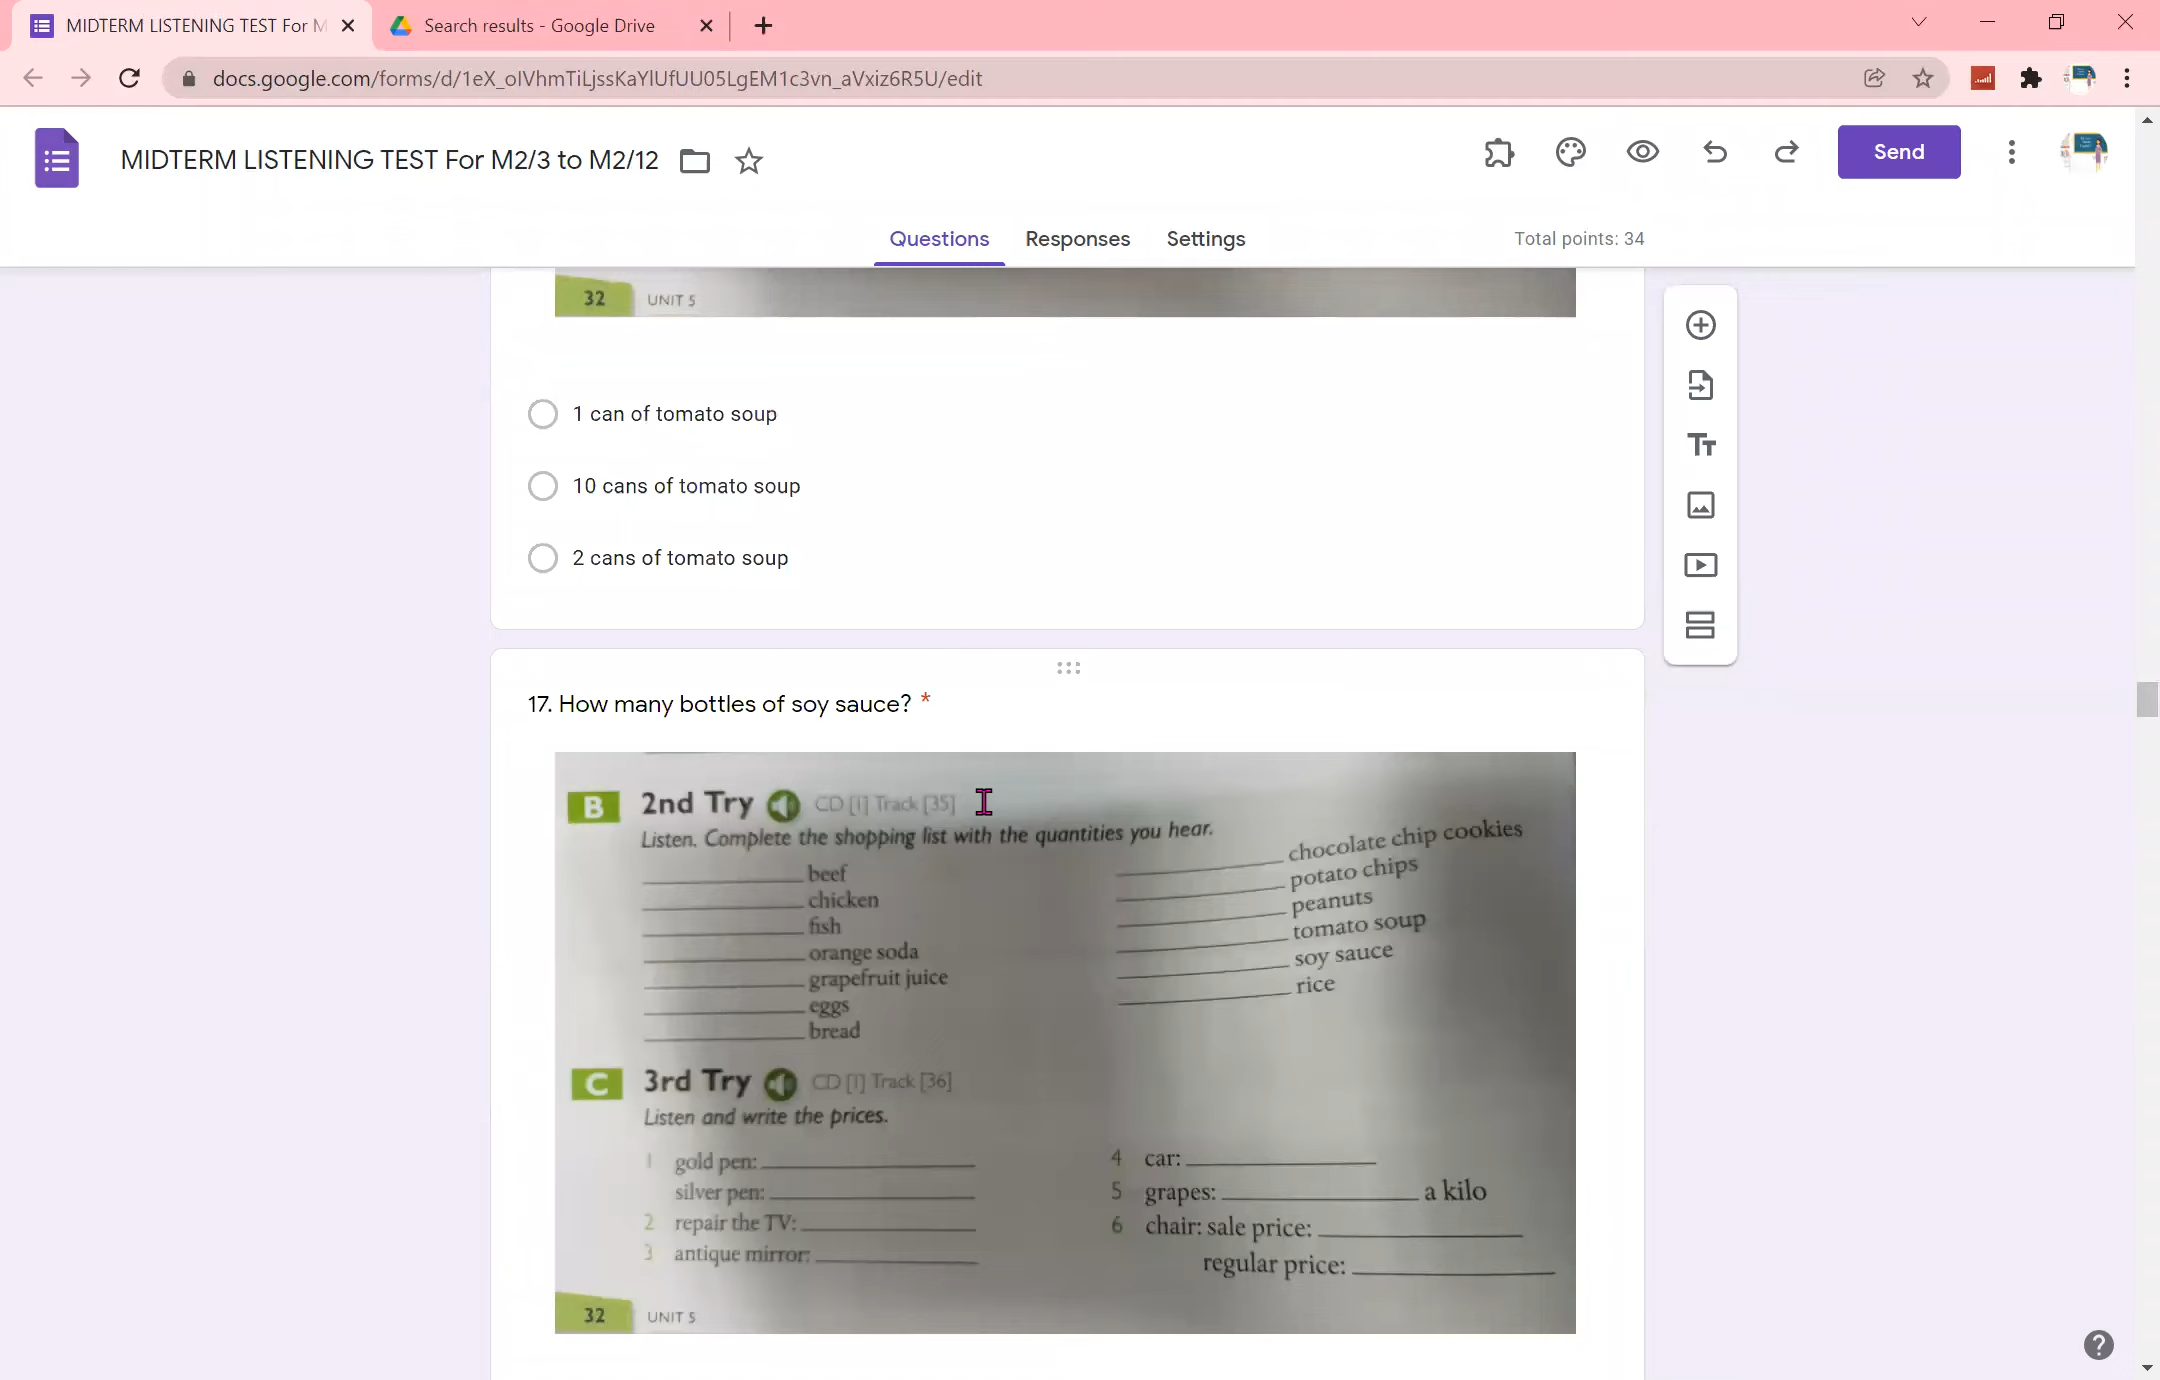 MIDTERM LISTENING TEST For M
Search results - Google Drive
docs.google.com/forms/d/1eX_oIVhmTiLjssKaYlUfUU05LgEM1c3vn_aVxiz6R5U/edit
MIDTERM LISTENING TEST For M2/3 to M2/12
Send
Questions
Responses
Settings
Total points: 34
32 UNIT 5
1 can of tomato soup
10 cans of tomato soup
2 cans of tomato soup
17. How many bottles of soy sauce? *
B 2nd Try CD [1] Track [35]
Listen. Complete the shopping list with the quantities you hear.
beef
chicken
fish
orange soda
grapefruit juice
eggs
bread
chocolate chip cookies
potato chips
peanuts
tomato soup
soy sauce
rice
C 3rd Try CD [1] Track [36]
Listen and write the prices.
1 gold pen:
silver pen:
2 repair the TV:
3 antique mirror:
4 car:
5 grapes: a kilo
6 chair: sale price:
regular price:
32 UNIT 5